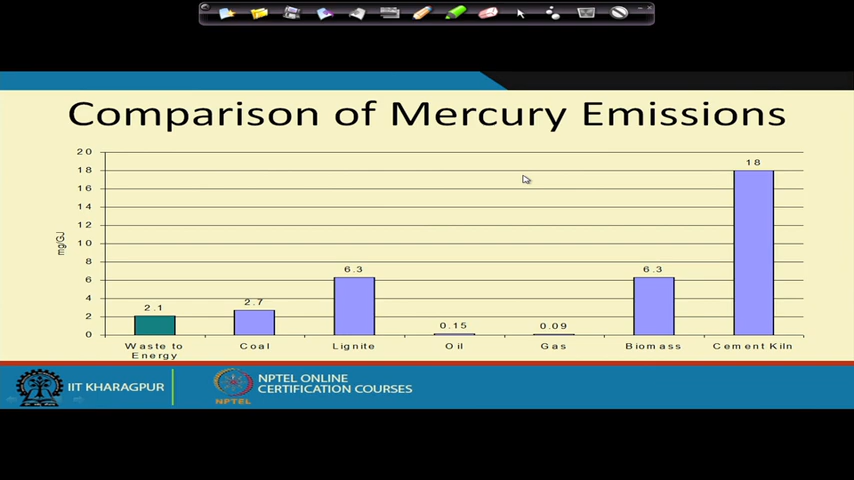 Comparison of Mercury Emissions
20
18
16
14
12
10
8
6
4
2
0
mg/GJ
2.1
2.7
6.3
0.15
0.09
6.3
18
Waste to
Energy
Coal
Lignite
Oil
Gas
Biomass
Cement Kiln
IIT KHARAGPUR
NPTEL
NPTEL ONLINE
CERTIFICATION COURSES